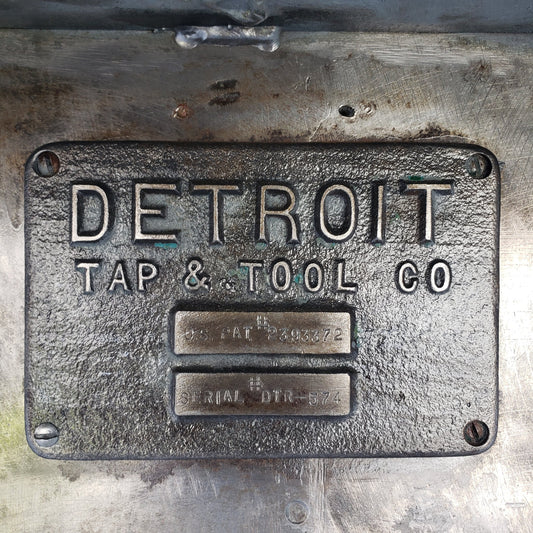 DETROIT
TAP & TOOL CO
U.S. PAT # 2393372
SERIAL # DTR-574